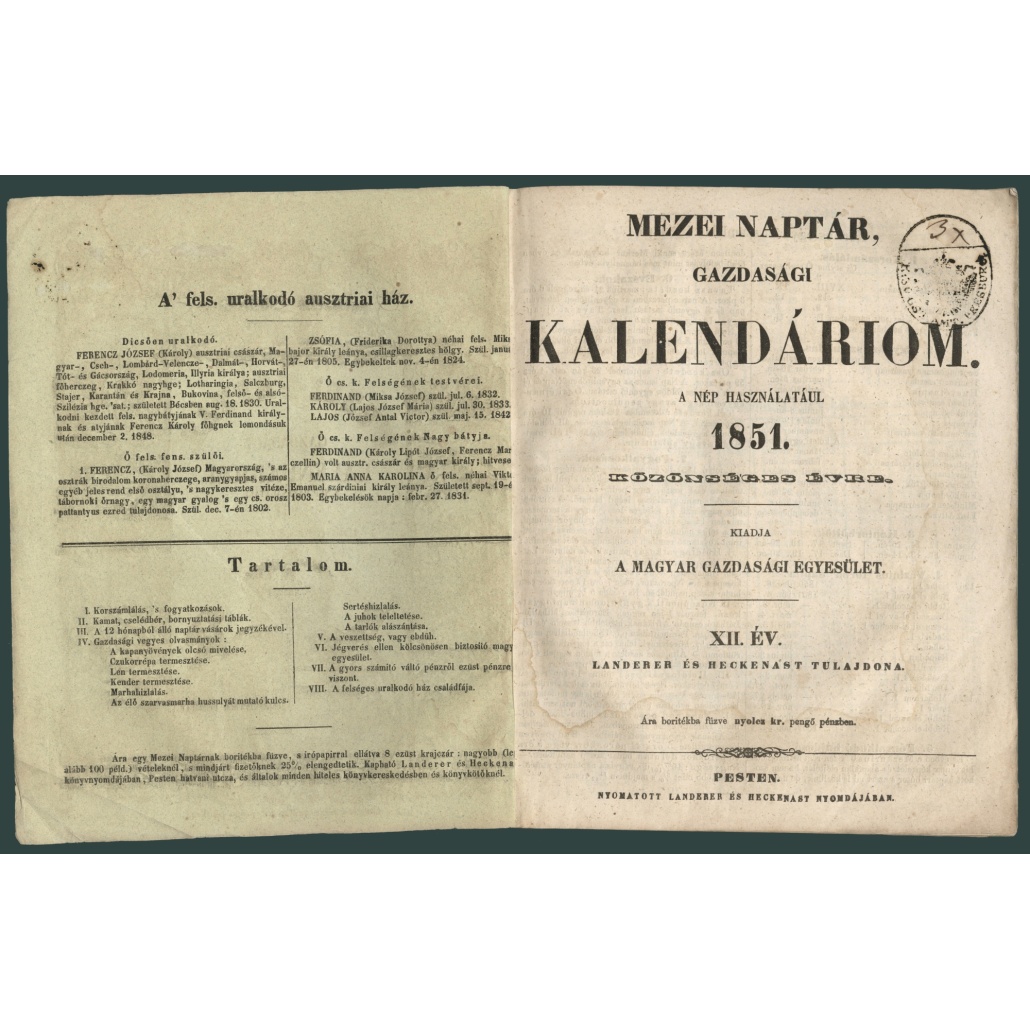 A' fels. uralkodó ausztriai ház.
Dicsően uralkodó.
FERENCZ JÓZSEF (Károly) ausztriai császár, Ma-
gyar-, Cseh-, Lombárd-Velencze-, Dalmát-, Horvát-,
Tót- és Gácsország, Lodomeria, Illyria királya; ausztriai
főherczeg, Krakkó nagyhge; Lotharingia, Salczburg,
Stajer, Karantán és Krajna, Bukovina, felső- és alsó-
Szilézia hge. 'sat.; született Bécsben aug. 18. 1830. Ural-
kodni kezdett fels. nagybátyjának V. Ferdinand király-
nak és atyjának Ferencz Károly főhgnek lemondásuk
után december 2. 1848.
Ő fels. fens. szülői.
1. FERENCZ, (Károly József) Magyarország, 's az
osztrák birodalom koronaherczege, aranygyapjas, számos
egyéb jeles rend első osztályu, 's nagykeresztes vitéze,
tábornoki őrnagy, egy magyar gyalog 's egy cs. orosz
pattantyus ezred tulajdonosa. Szül. dec. 7-én 1802.
ZSÓFIA, (Friderika Dorottya) néhai fels. Miks
bajor király leánya, csillagkeresztes hölgy. Szül. január
27-én 1805. Egybekeltek nov. 4-én 1824.
Ő cs. k. Felségének testvérei.
FERDINAND (Miksa József) szül. jul. 6. 1832.
KÁROLY (Lajos József Mária) szül. jul. 30. 1833.
LAJOS (József Antal Victor) szül. maj. 15. 1842
Ő cs. k. Felségének Nagy bátyja.
FERDINAND (Károly Lipót József, Ferencz Mar
czellin) volt ausztr. császár és magyar király; hitvese
MÁRIA ANNA KAROLINA ő fels. néhai Vikto
Emanuel szárdiniai király leánya. Született sept. 19-é
1803. Egybekelésök napja: febr. 27. 1831.
Tartalom.
I. Korszámlálás, 's fogyatkozások.
II. Kamat, cselédbér, bornyuztatási táblák.
III. A 12 hónapból álló naptár vásárok jegyzékével.
IV. Gazdasági vegyes olvasmányok:
A kapanyövények olcsó mivelése.
Czukorrépa termesztése.
Len termesztése.
Kender termesztése.
Marhahizlalás.
Az élő szarvasmarha hussulyát mutató kulcs.
Sertéshizlalás.
A juhok teleltetése.
A tarlók alászántása.
V. A veszettség, vagy ebdüh.
VI. Jégverés ellen kölcsönösen biztositó magy
egyesület.
VII. A gyors számitó váltó pénzről ezüst pénzre
viszont.
VIII. A felséges uralkodó ház családfája.
Ára egy Mezei Naptárnak boritékba füzve, s irópapirral ellátva 8 ezüst krajczár: nagyobb (le
alább 100 péld.) vételeknél, s mindjárt fizetőknek 25% elengedtetik. Kapható Landerer és Heckena
könyvnyomdájában, Pesten hatvani utcza, és általok minden hiteles könyvkereskedésben és könyvkötőknél.
MEZEI NAPTÁR,
GAZDASÁGI
KALENDÁRIOM.
A NÉP HASZNÁLATÁUL
1851.
KÖZÖNSÉGES ÉVRE.
KIADJA
A MAGYAR GAZDASÁGI EGYESÜLET.
XII. ÉV.
LANDERER ÉS HECKENAST TULAJDONA.
Ára boritékba füzve nyolcz kr. pengő pénzben.
PESTEN.
NYOMATOTT LANDERER ÉS HECKENAST NYOMDÁJÁBAN.
3x